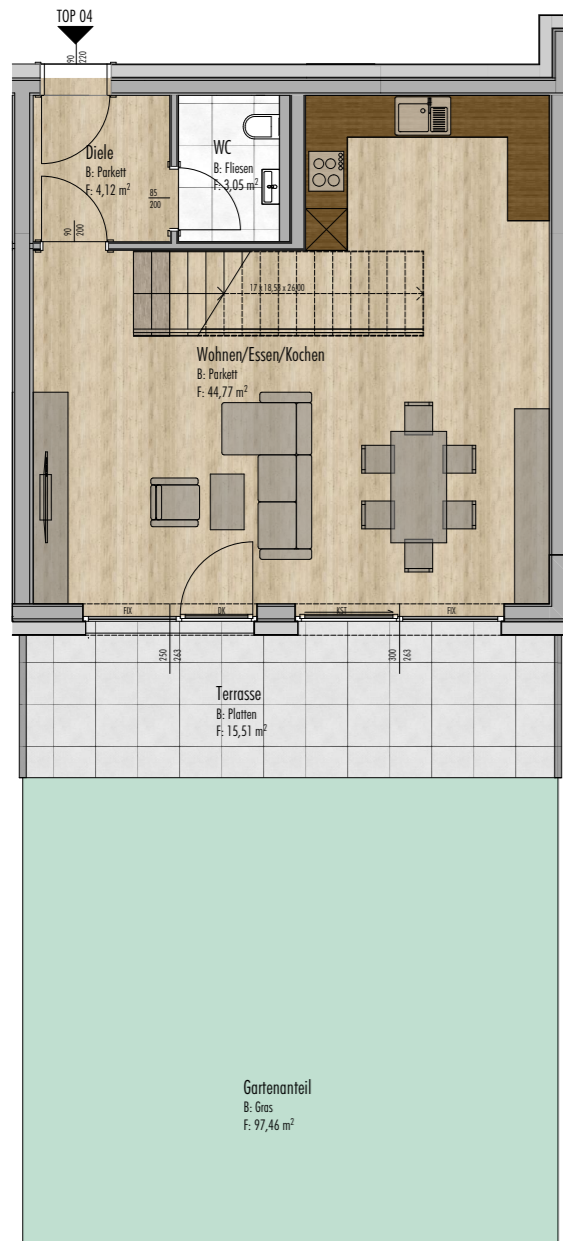 TOP 04
90
220
Diele
B: Parkett
F: 4,12 m²
WC
B: Fliesen
F: 3,05 m²
85
200
90
200
17 x 18,53 x 26,00
Wohnen/Essen/Kochen
B: Parkett
F: 44,77 m²
FIX
DK
KST
FIX
250
263
300
263
Terrasse
B: Platten
F: 15,51 m²
Gartenanteil
B: Gras
F: 97,46 m²